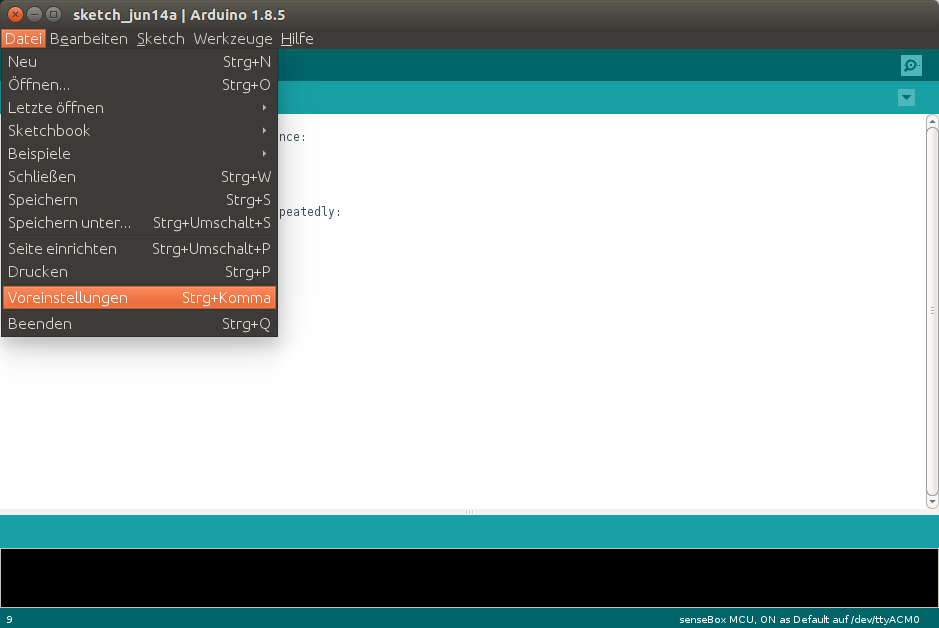 sketch_jun14a | Arduino 1.8.5
Datei Bearbeiten Sketch Werkzeuge Hilfe
Neu Strg+N
Öffnen... Strg+O
Letzte öffnen
Sketchbook
Beispiele
Schließen Strg+W
Speichern Strg+S
Speichern unter... Strg+Umschalt+S
Seite einrichten Strg+Umschalt+P
Drucken Strg+P
Voreinstellungen Strg+Komma
Beenden Strg+Q
nce:
peatedly:
9 senseBox MCU, ON as Default auf /dev/ttyACM0